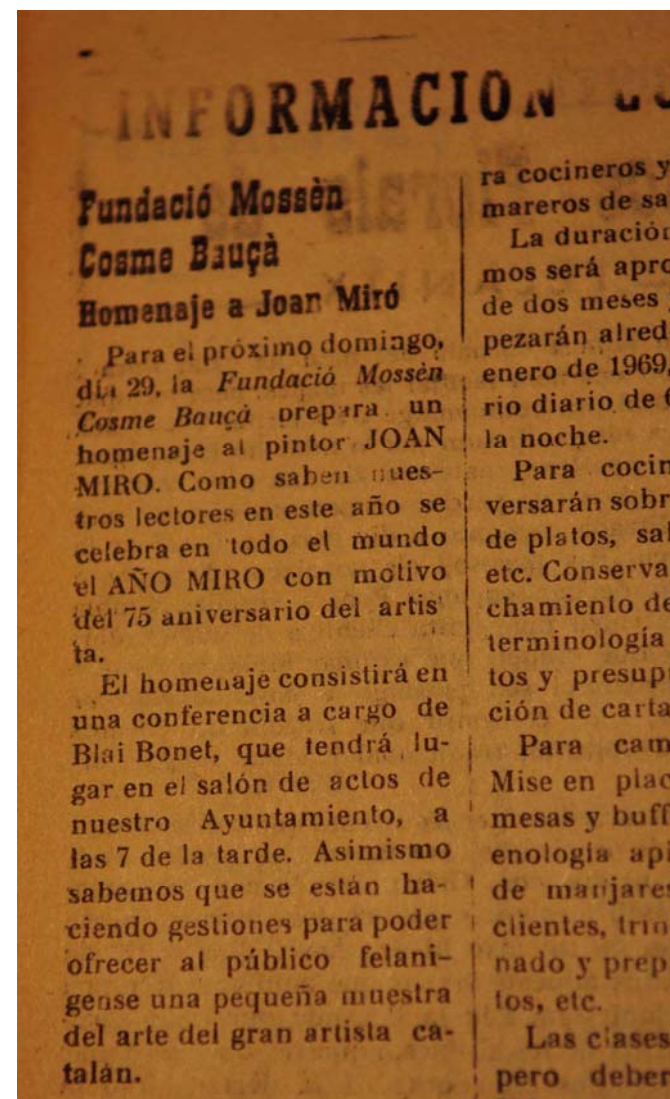 INFORMACION
Fundació Mossèn
Cosme Bauçà
Homenaje a Joan Miró
Para el próximo domingo,
día 29, la Fundació Mossèn
Cosme Bauçà prepara un
homenaje al pintor JOAN
MIRO. Como saben nues-
tros lectores en este año se
celebra en todo el mundo
el AÑO MIRO con motivo
del 75 aniversario del artis
ta.
El homenaje consistirá en
una conferencia a cargo de
Blai Bonet, que tendrá lu-
gar en el salón de actos de
nuestro Ayuntamiento, a
las 7 de la tarde. Asimismo
sabemos que se están ha-
ciendo gestiones para poder
ofrecer al público felani-
gense una pequeña muestra
del arte del gran artista ca-
talán.
ra cocineros y
mareros de sa
La duración
mos será apro
de dos meses
pezarán alred
enero de 1969,
rio diario de
la noche.
Para cocin
versarán sobr
de platos, sal
etc. Conserva
chamiento de
terminología
tos y presup
ción de carta
Para cam
Mise en plac
mesas y buff
enología api
de manjares
clientes, trin
nado y prep
tos, etc.
Las clases
pero deber